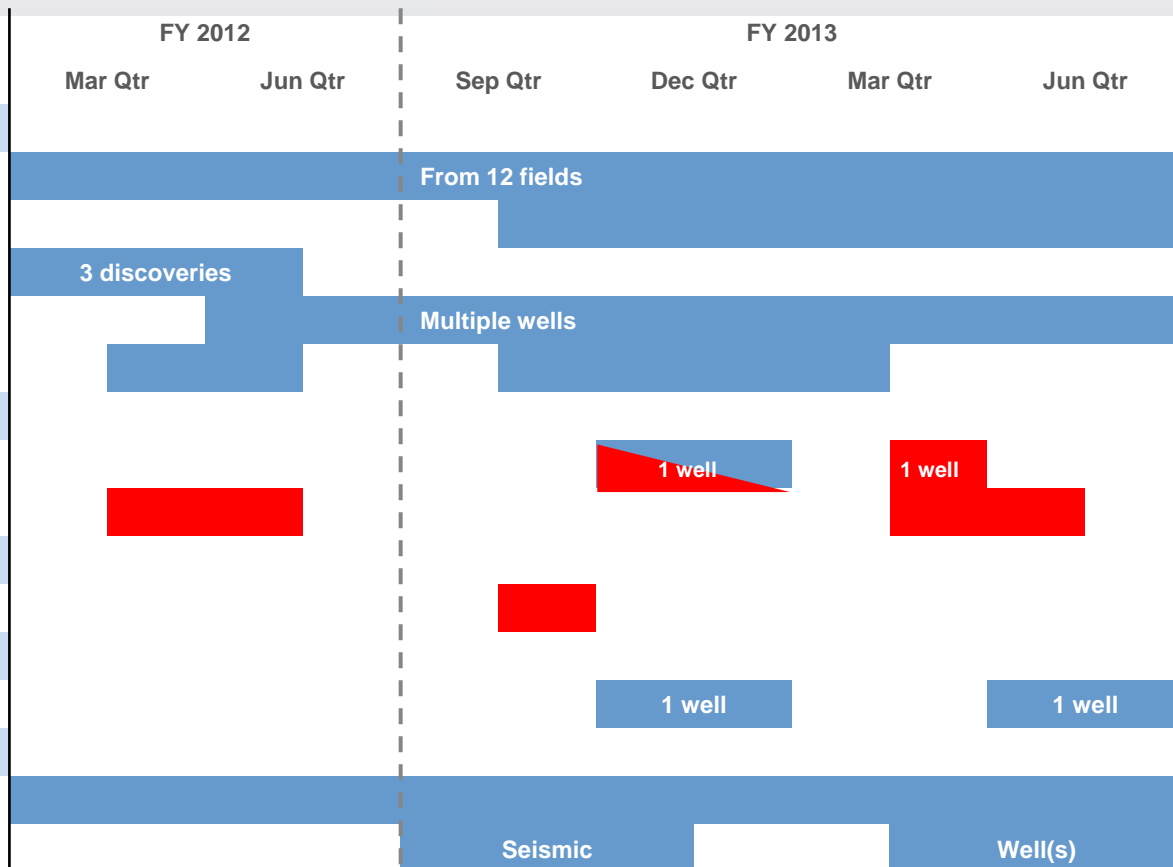 FY 2012 FY 2013
Mar Qtr Jun Qtr Sep Qtr Dec Qtr Mar Qtr Jun Qtr
From 12 fields
3 discoveries
Multiple wells
1 well 1 well
1 well 1 well
Seismic Well(s)